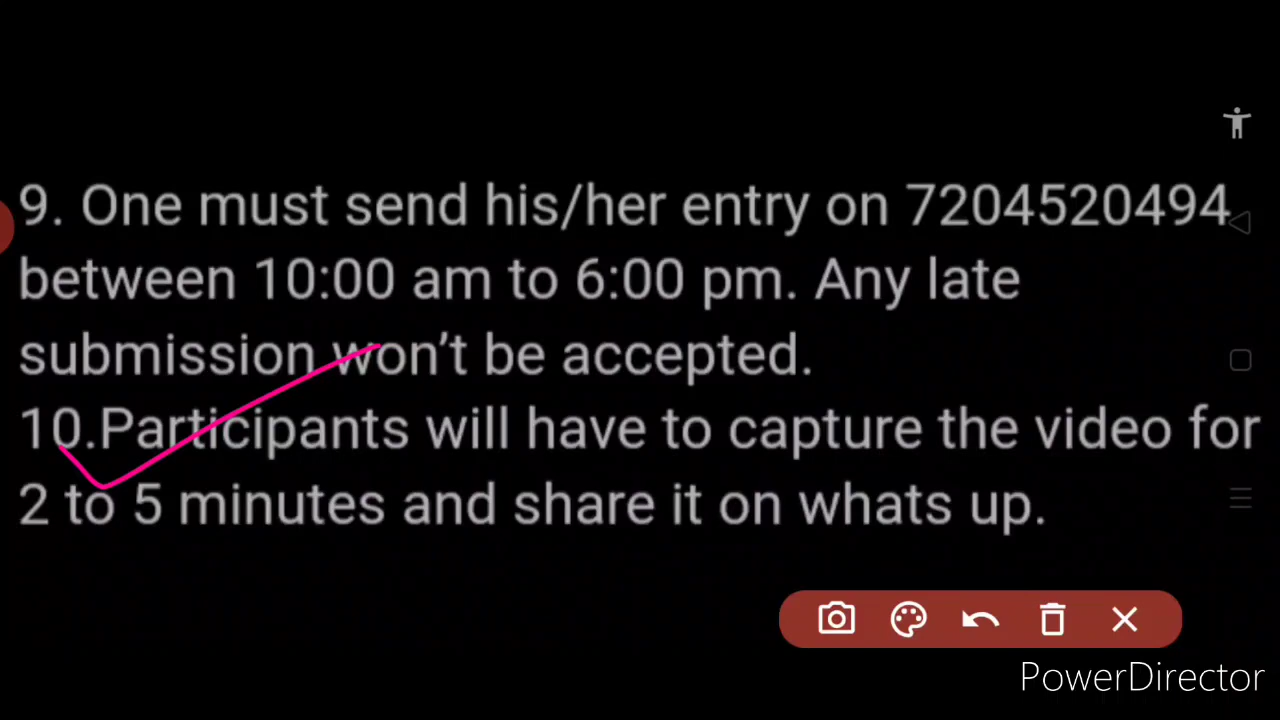 9. One must send his/her entry on 7204520494
between 10:00 am to 6:00 pm. Any late
submission won’t be accepted.
10.Participants will have to capture the video for
2 to 5 minutes and share it on whats up.
PowerDirector